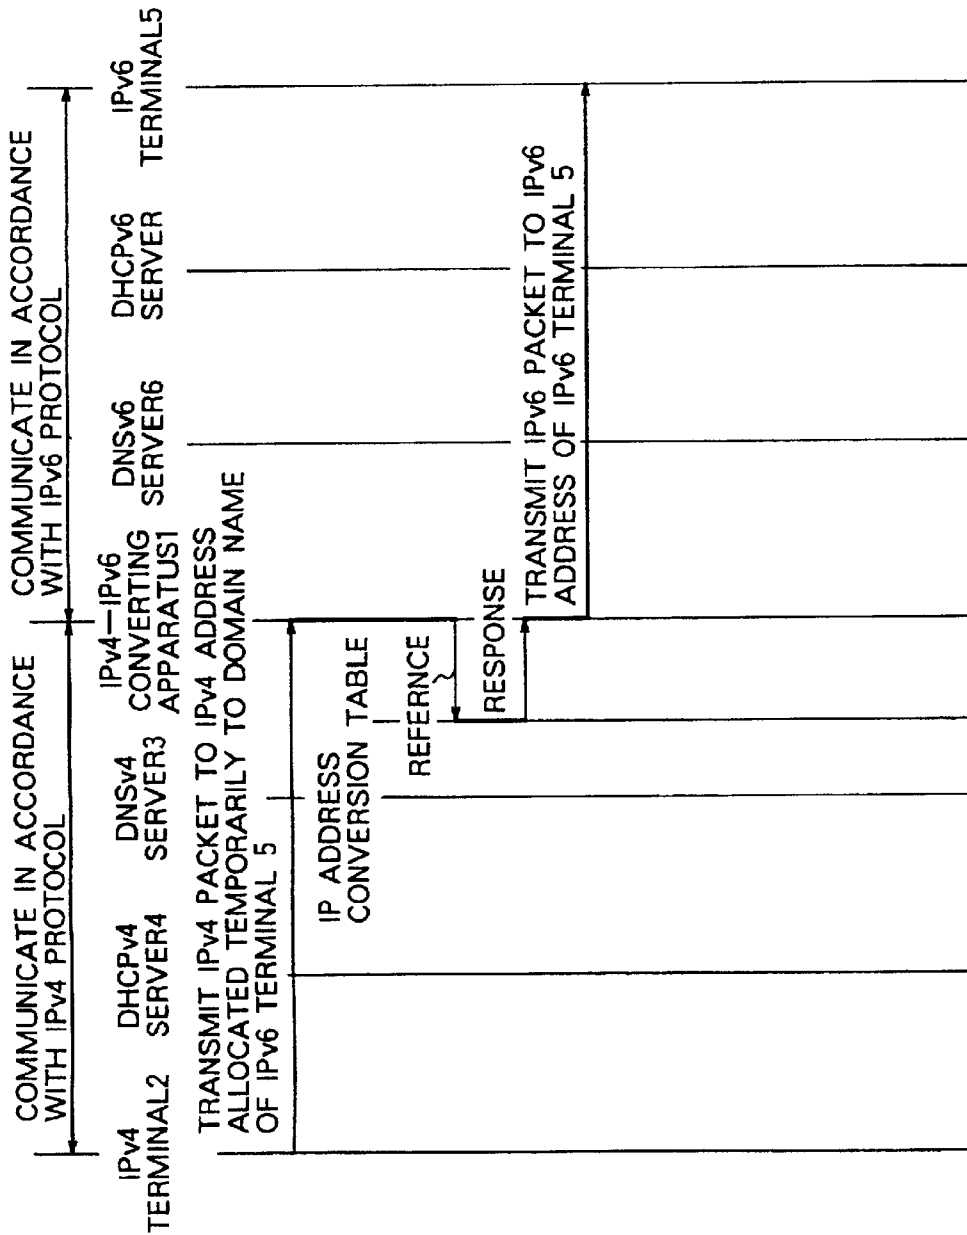 COMMUNICATE IN ACCORDANCE
WITH IPv4 PROTOCOL
COMMUNICATE IN ACCORDANCE
WITH IPv6 PROTOCOL
IPv4
TERMINAL2
DHCPv4
SERVER4
DNSv4
SERVER3
IPv4—IPv6
CONVERTING
APPARATUS1
DNSv6
SERVER6
DHCPv6
SERVER
IPv6
TERMINAL5
TRANSMIT IPv4 PACKET TO IPv4 ADDRESS
ALLOCATED TEMPORARILY TO DOMAIN NAME
OF IPv6 TERMINAL 5
IP ADDRESS
CONVERSION TABLE
REFERNCE
RESPONSE
TRANSMIT IPv6 PACKET TO IPv6
ADDRESS OF IPv6 TERMINAL 5